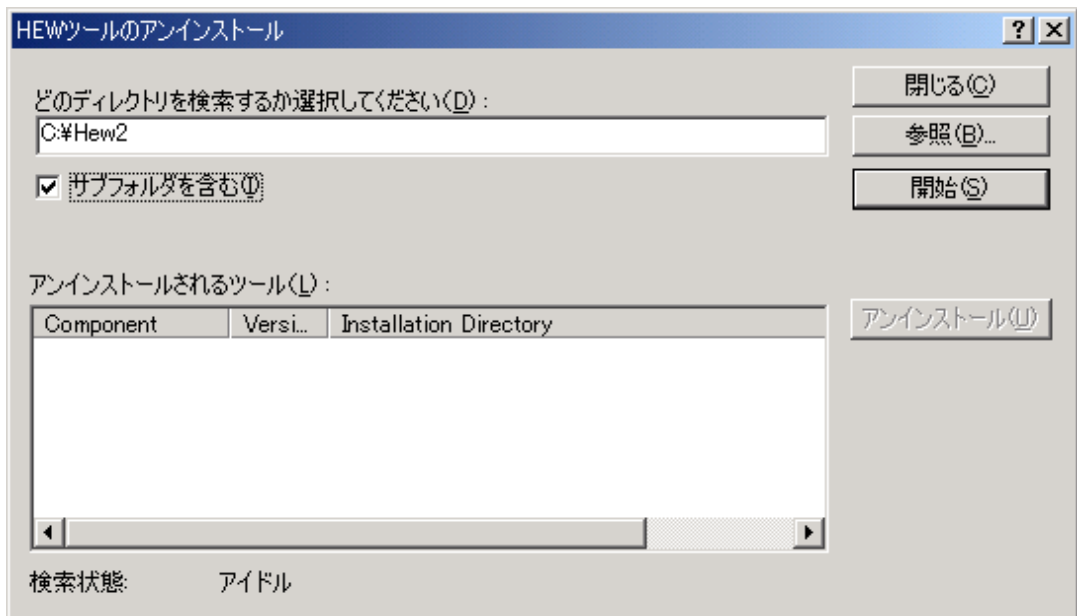 HEWツールのアンインストール
どのディレクトリを検索するか選択してください(D):
C:¥Hew2
サブフォルダを含む(I)
閉じる(C)
参照(B)...
開始(S)
アンインストールされるツール(L):
Component Versi... Installation Directory
アンインストール(U)
検索状態: アイドル